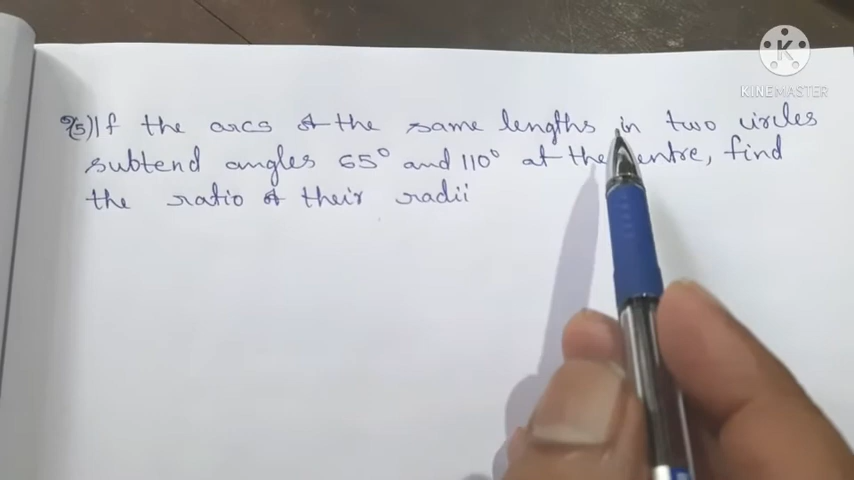 KINEMASTER
Q5) If the arcs of the same lengths in two circles
subtend angles 65° and 110° at the entre, find
the ratio of their radii